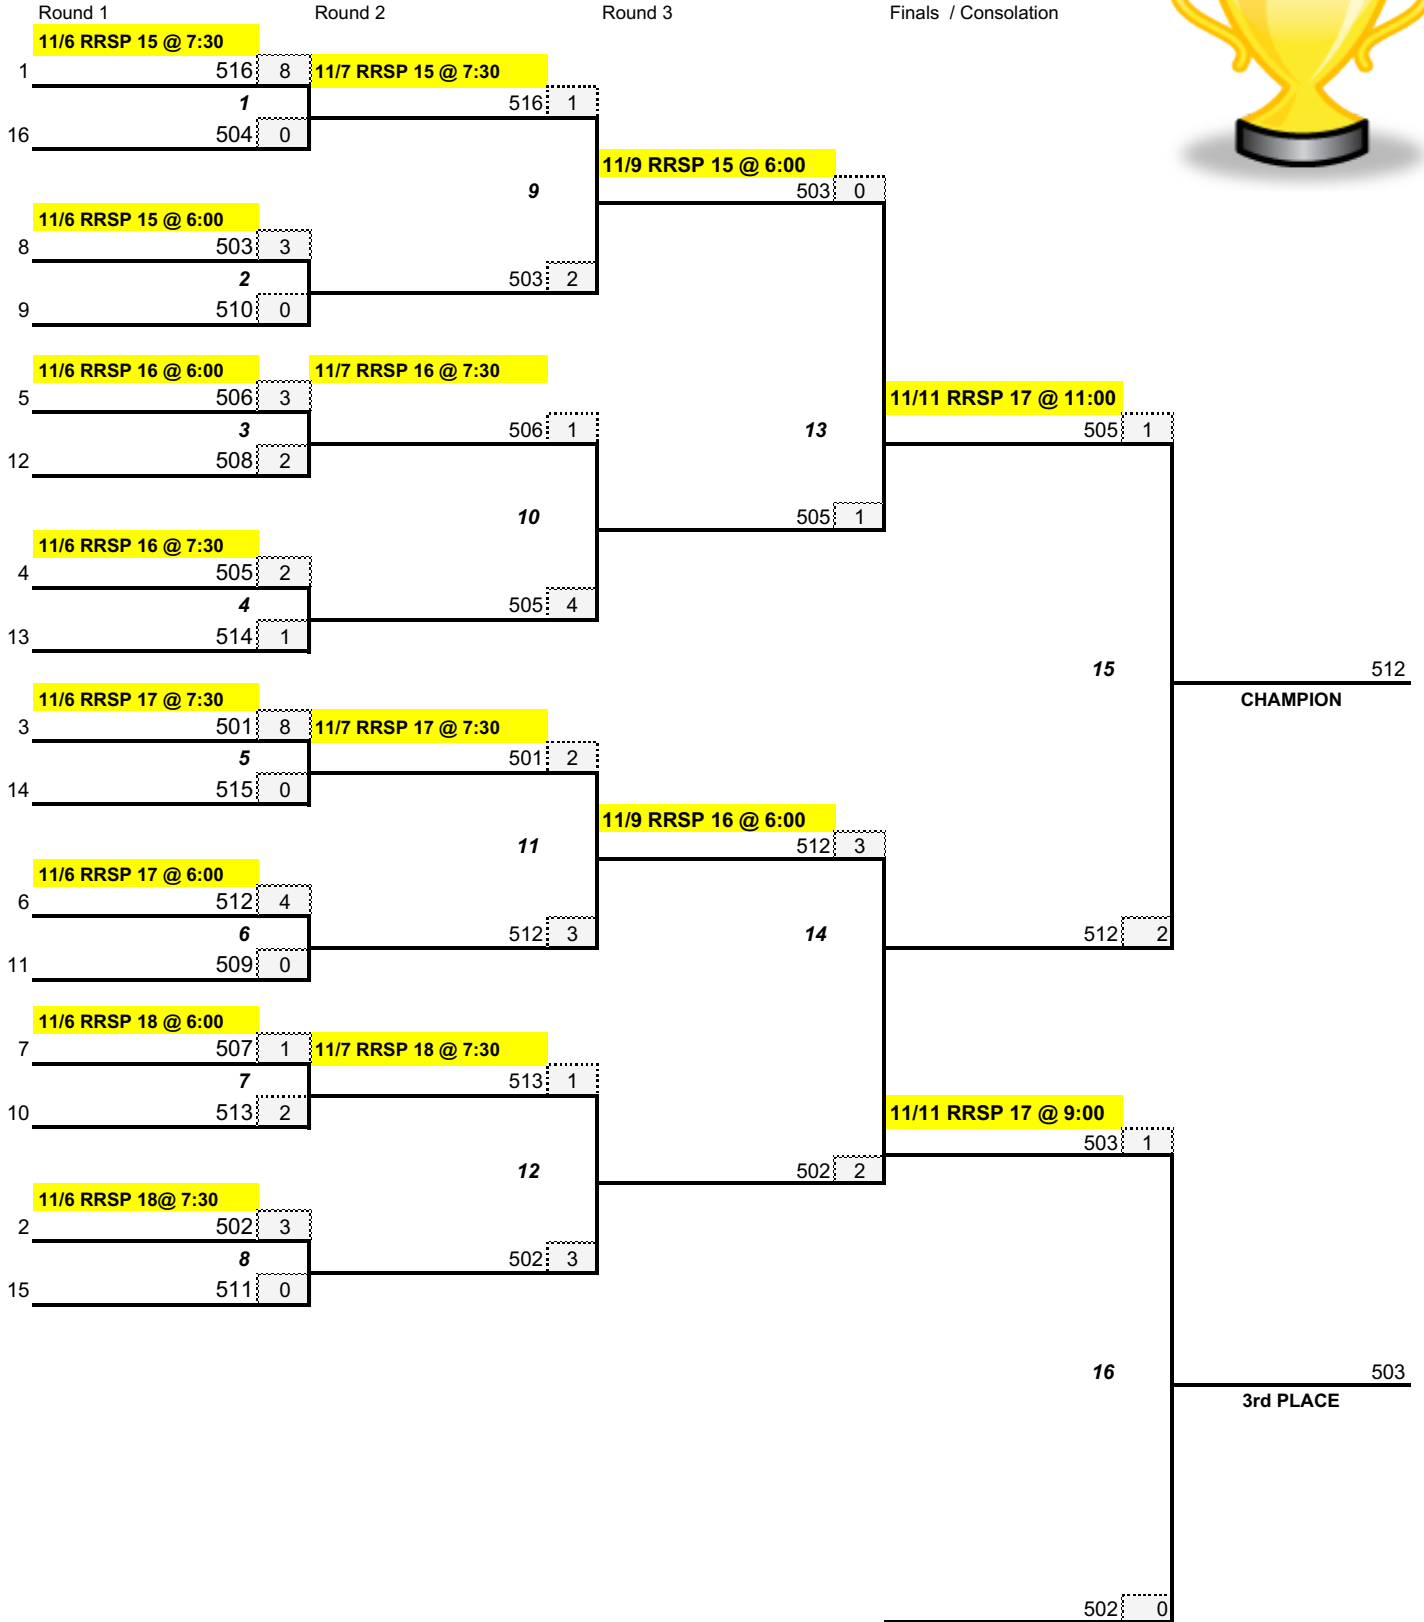 Round 1 Round 2 Round 3 Finals / Consolation
11/6 RRSP 15 @ 7:30
1 516 8 11/7 RRSP 15 @ 7:30
1 516 1
16 504 0
11/9 RRSP 15 @ 6:00
9 503 0
11/6 RRSP 15 @ 6:00
8 503 3
2 503 2
9 510 0
11/6 RRSP 16 @ 6:00 11/7 RRSP 16 @ 7:30
5 506 3 11/11 RRSP 17 @ 11:00
3 506 1 13 505 1
12 508 2
10 505 1
11/6 RRSP 16 @ 7:30
4 505 2
4 505 4
13 514 1
15 512
11/6 RRSP 17 @ 7:30 CHAMPION
3 501 8 11/7 RRSP 17 @ 7:30
5 501 2
14 515 0
11/9 RRSP 16 @ 6:00
11 512 3
11/6 RRSP 17 @ 6:00
6 512 4
6 512 3 14 512 2
11 509 0
11/6 RRSP 18 @ 6:00
7 507 1 11/7 RRSP 18 @ 7:30
7 513 1
10 513 2 11/11 RRSP 17 @ 9:00
503 1
12 502 2
11/6 RRSP 18@ 7:30
2 502 3
8 502 3
15 511 0
16 503
3rd PLACE
502 0